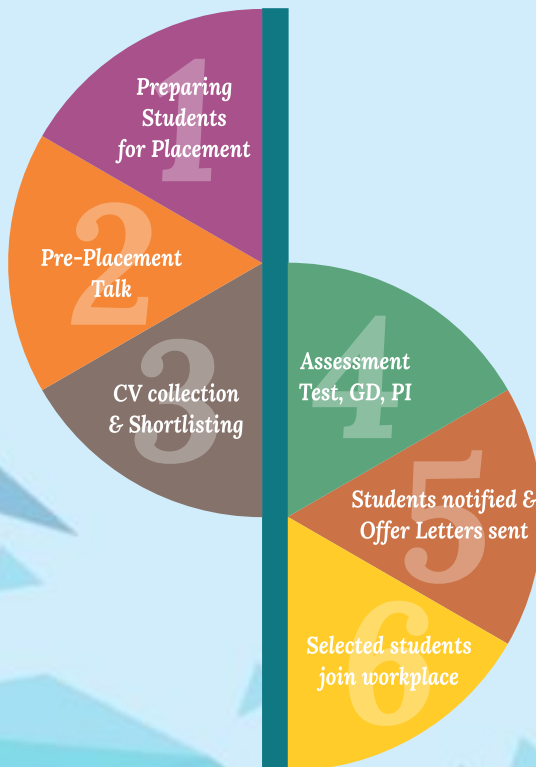 1
Preparing
Students
for Placement
2
Pre-Placement
Talk
3
CV collection
& Shortlisting
4
Assessment
Test, GD, PI
5
Students notified &
Offer Letters sent
6
Selected students
join workplace